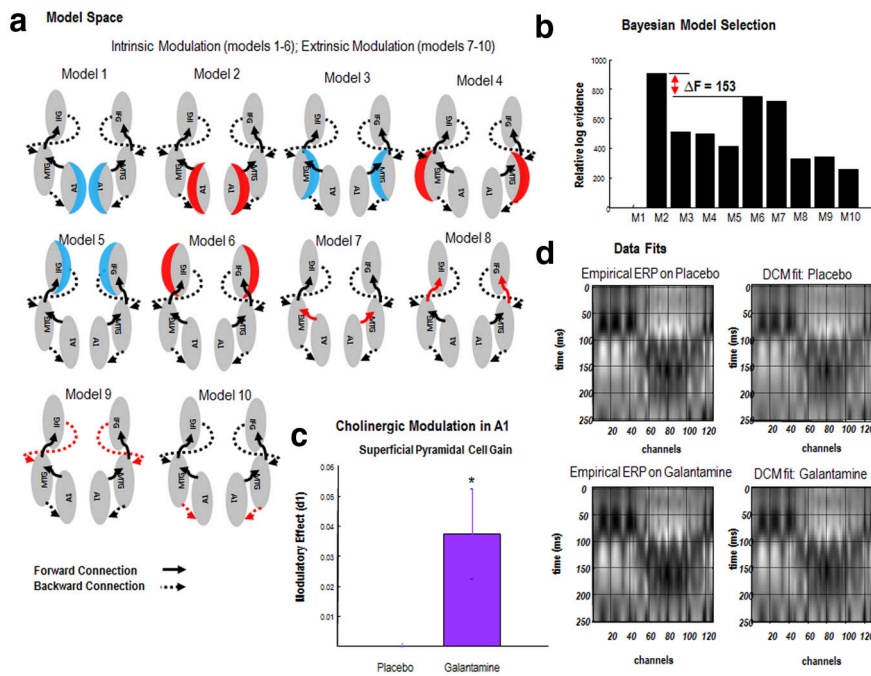 a
Model Space
Intrinsic Modulation (models 1-6); Extrinsic Modulation (models 7-10)
Model 1
Model 2
Model 3
Model 4
IFG
IFG
MTG
MTG
A1
A1
IFG
IFG
MTG
MTG
A1
A1
IFG
IFG
MTG
MTG
A1
A1
IFG
IFG
MTG
MTG
A1
A1
Model 5
Model 6
Model 7
Model 8
IFG
IFG
MTG
MTG
A1
A1
IFG
IFG
MTG
MTG
A1
A1
IFG
IFG
MTG
MTG
A1
A1
IFG
IFG
MTG
MTG
A1
A1
Model 9
Model 10
IFG
IFG
MTG
MTG
A1
A1
IFG
IFG
MTG
MTG
A1
A1
Forward Connection
Backward Connection
b
Bayesian Model Selection
Relative log evidence
1000
800
600
400
200
0
ΔF = 153
M1 M2 M3 M4 M5 M6 M7 M8 M9 M10
c
Cholinergic Modulation in A1
Superficial Pyramidal Cell Gain
Modulatory Effect (d1)
0.06
0.05
0.04
0.03
0.02
0.01
*
Placebo Galantamine
d
Data Fits
Empirical ERP on Placebo
time (ms)
0
50
100
150
200
250
20 40 60 80 100 120
channels
DCM fit: Placebo
time (ms)
0
50
100
150
200
250
20 40 60 80 100 120
channels
Empirical ERP on Galantamine
time (ms)
0
50
100
150
200
250
20 40 60 80 100 120
channels
DCM fit: Galantamine
time (ms)
0
50
100
150
200
250
20 40 60 80 100 120
channels